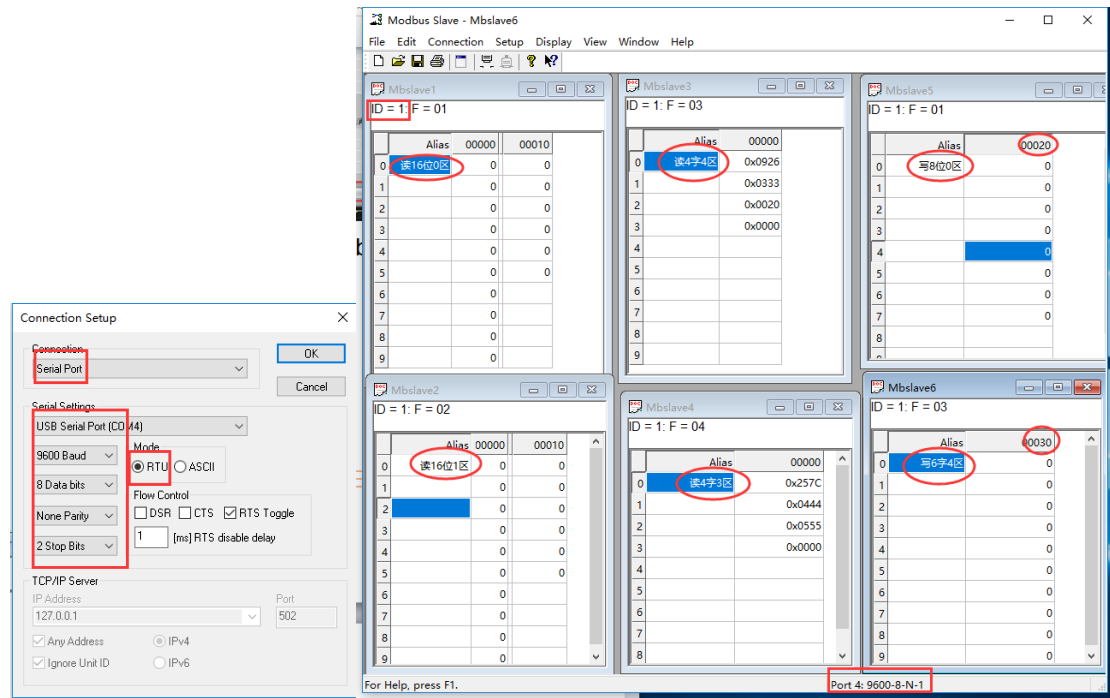 Modbus Slave - Mbslave6
File Edit Connection Setup Display View Window Help
Mbslave1
ID = 1: F = 01
Alias 00000 00010
0 读16位0区 0 0
1 0 0
2 0 0
3 0 0
4 0 0
5 0 0
6 0
7 0
8 0
9 0
Mbslave3
ID = 1: F = 03
Alias 00000
0 读4字4区 0x0926
1 0x0333
2 0x0020
3 0x0000
4
5
6
7
8
9
Mbslave5
ID = 1: F = 01
Alias 00020
0 写8位0区 0
1 0
2 0
3 0
4 0
5 0
6 0
7 0
8
Mbslave2
ID = 1: F = 02
Alias 00000 00010
0 读16位1区 0 0
1 0 0
2 0 0
3 0 0
4 0 0
5 0 0
6 0
7 0
8 0
9 0
Mbslave4
ID = 1: F = 04
Alias 00000
0 读4字3区 0x257C
1 0x0444
2 0x0555
3 0x0000
4
5
6
7
8
Mbslave6
ID = 1: F = 03
Alias 00030
0 写6字4区 0
1 0
2 0
3 0
4 0
5 0
6 0
7 0
8 0
9 0
For Help, press F1.
Port 4: 9600-8-N-1
Connection Setup
Connection
Serial Port
OK
Cancel
Serial Settings
USB Serial Port (COM4)
9600 Baud
8 Data bits
None Parity
2 Stop Bits
Mode
RTU ASCII
Flow Control
DSR CTS RTS Toggle
1 [ms] RTS disable delay
TCP/IP Server
IP Address Port
127.0.0.1 502
Any Address IPv4
Ignore Unit ID IPv6